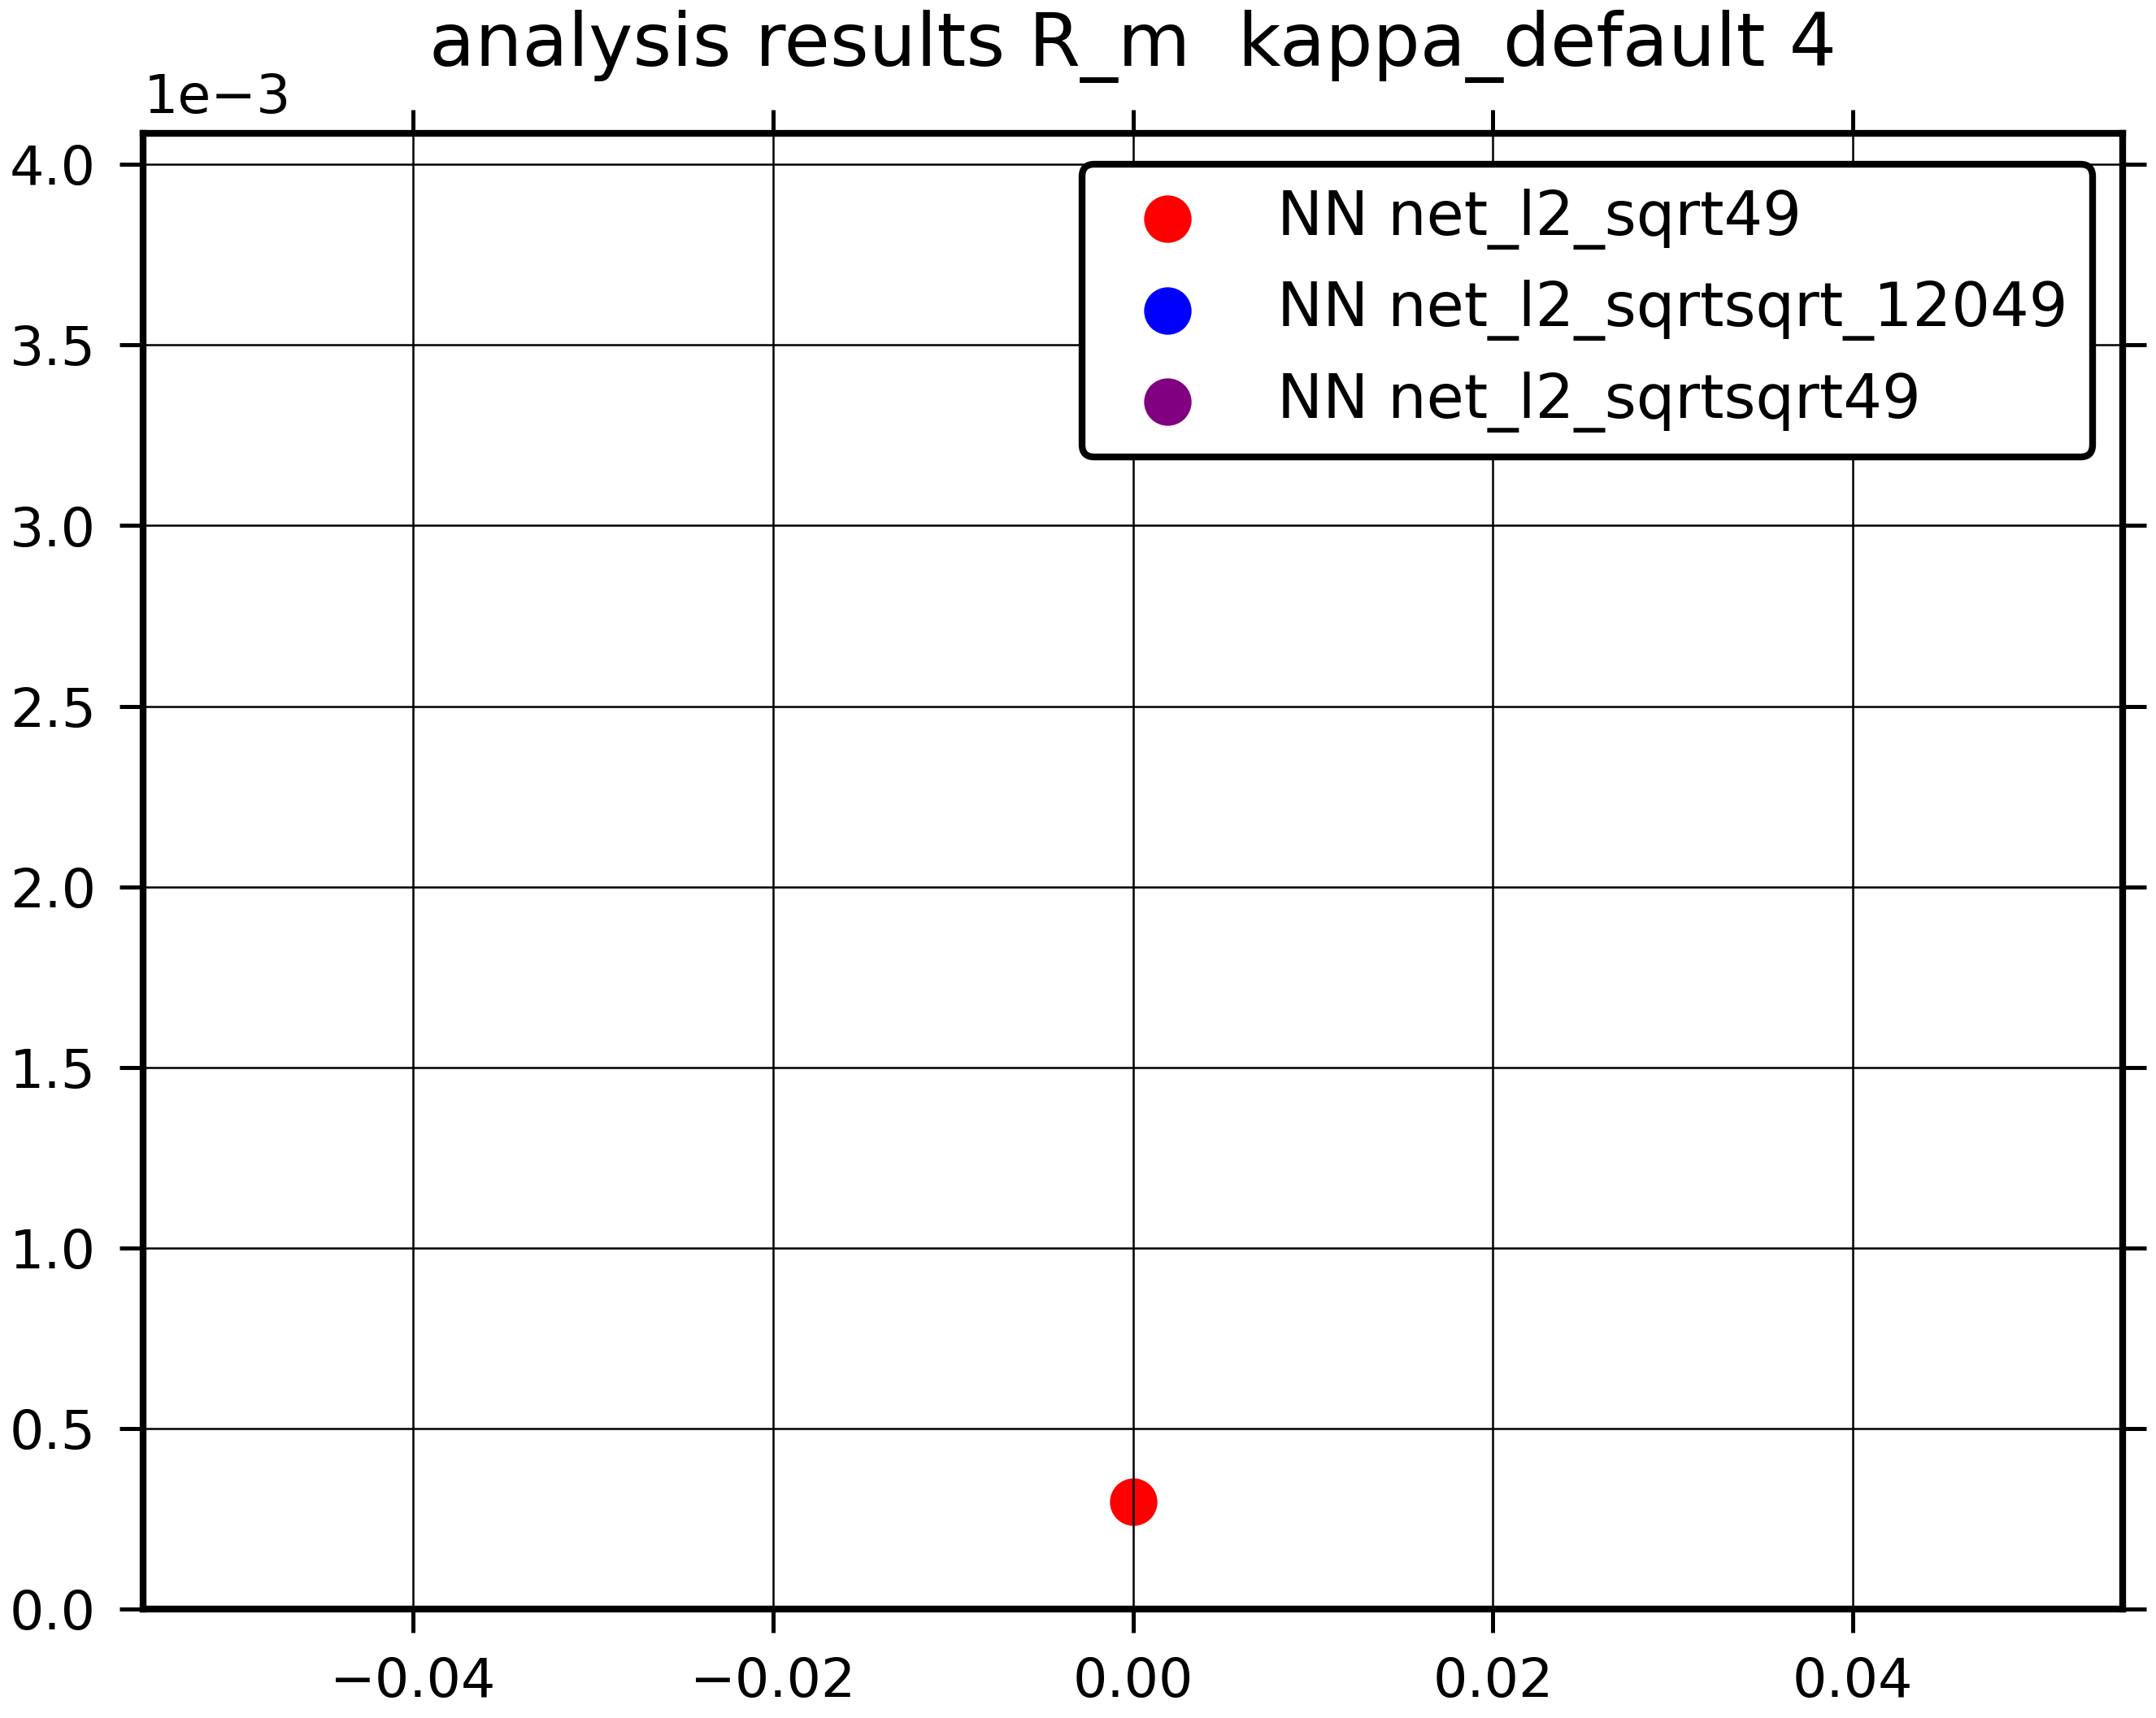 analysis results R_m  kappa_default 4
1e−3
4.0
3.5
3.0
2.5
2.0
1.5
1.0
0.5
0.0
NN net_l2_sqrt49
NN net_l2_sqrtsqrt_12049
NN net_l2_sqrtsqrt49
−0.04
−0.02
0.00
0.02
0.04